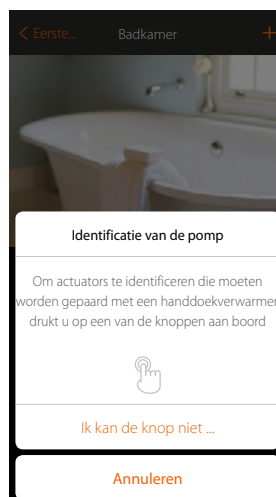 < Eerste... Badkamer +
Identificatie van de pomp
Om actuators te identificeren die moeten
worden gepaard met een handdoekverwarmer
drukt u op een van de knoppen aan boord
Ik kan de knop niet ...
Annuleren